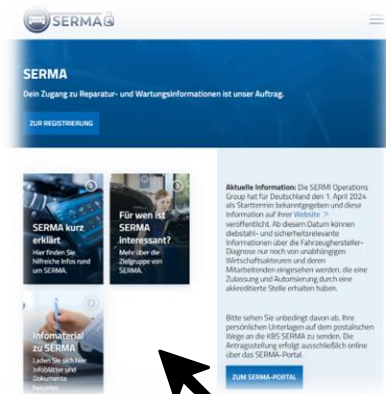 SERMA
SERMA
Dein Zugang zu Reparatur- und Wartungsinformationen ist unser Auftrag.
ZUR REGISTRIERUNG
SERMA kurz
erklärt
Hier finden Sie
hilfreiche Infos rund
um SERMA.
Für wen ist
SERMA
interessant?
Mehr über die
Zielgruppe von
SERMA.
Infomaterial
zu SERMA
Laden Sie sich hier
Infoblätter und
Dokumente
herunter.
Aktuelle Information: Die SERMI Operations
Group hat für Deutschland den 1. April 2024
als Starttermin bekanntgegeben und diese
Information auf ihrer Website
veröffentlicht. Ab diesem Datum können
diebstahl- und sicherheitsrelevante
Informationen über die Fahrzeughersteller-
Diagnose nur noch von unabhängigen
Wirtschaftsakteuren und deren
Mitarbeitenden eingesehen werden, die eine
Zulassung und Autorisierung durch eine
akkreditierte Stelle erhalten haben.
Bitte sehen Sie unbedingt davon ab, Ihre
persönlichen Unterlagen auf dem postalischen
Wege an die KBS SERMA zu senden. Die
Antragsstellung erfolgt ausschließlich online
über das SERMA-Portal.
ZUM SERMA-PORTAL